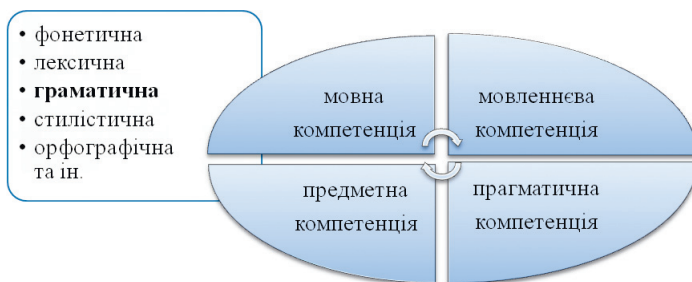 • фонетична
• лексична
• граматична
• стилістична
• орфографічна
та ін.
мовна
компетенція
мовленнєва
компетенція
предметна
компетенція
прагматична
компетенція